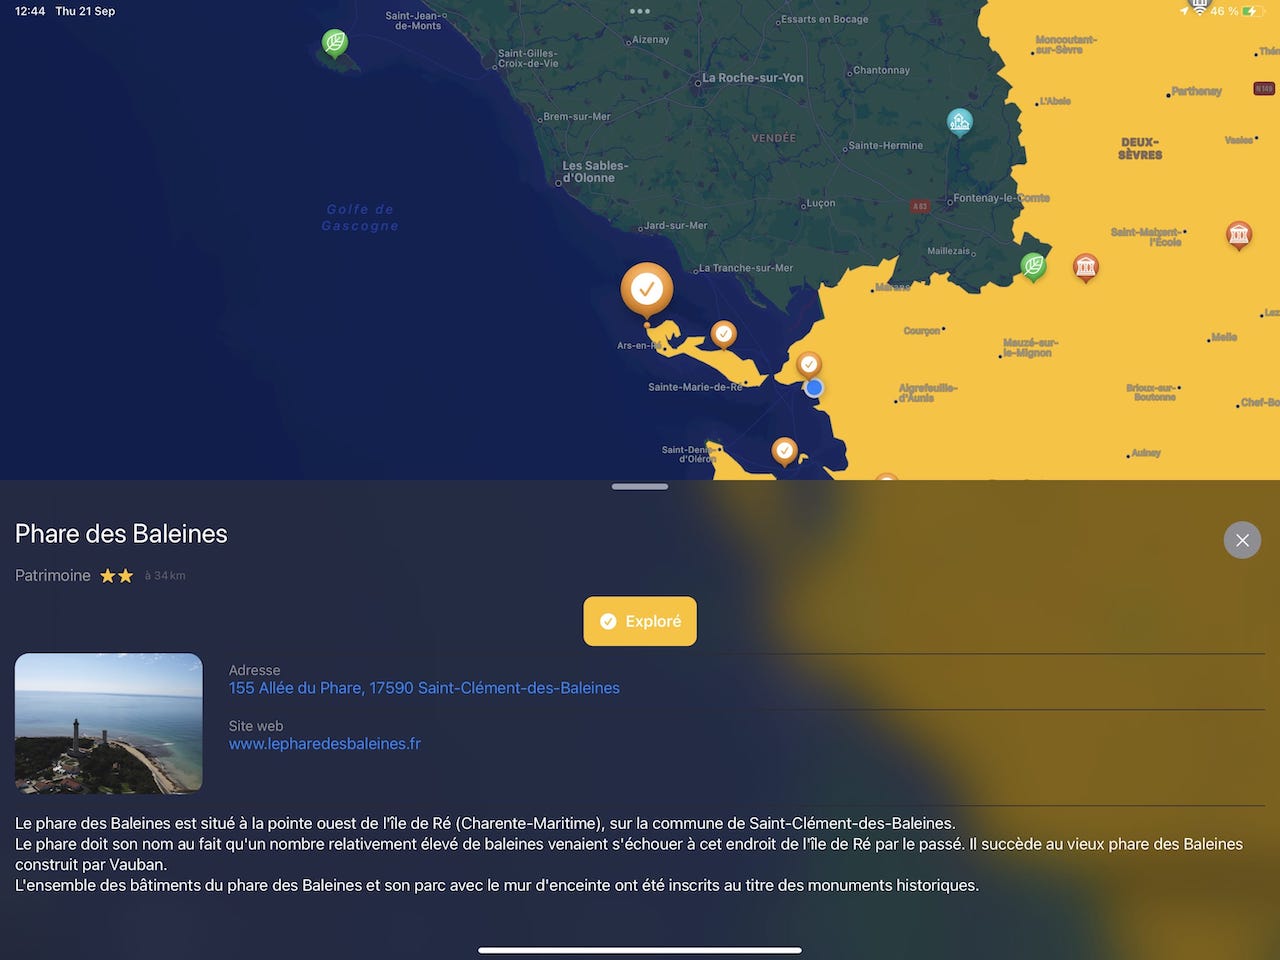 12:44 Thu 21 Sep
46 %
Saint-Jean-
de-Monts
Essarts en Bocage
Aizenay
Moncoutant-
sur-Sèvre
Saint-Gilles-
Croix-de-Vie
La Roche-sur-Yon
Chantonnay
Parthenay
N 149
L'Absie
Brem-sur-Mer
VENDÉE
Sainte-Hermine
DEUX-
SÈVRES
Vasles
Les Sables-
d'Olonne
Luçon
A 83
Fontenay-le-Comte
Golfe de
Gascogne
Jard-sur-Mer
Saint-Maixent-
l'École
Maillezais
La Tranche-sur-Mer
Marans
Courçon
Mauzé-sur-
le-Mignon
Melle
Ars-en-Ré
Sainte-Marie-de-Ré
Aigrefeuille-
d'Aunis
Brioux-sur-
Boutonne
Chef-Bo
Saint-Denis-
d'Oléron
Aulnay
Phare des Baleines
Patrimoine à 34 km
Exploré
Adresse
155 Allée du Phare, 17590 Saint-Clément-des-Baleines
Site web
www.lepharedesbaleines.fr
Le phare des Baleines est situé à la pointe ouest de l'île de Ré (Charente-Maritime), sur la commune de Saint-Clément-des-Baleines.
Le phare doit son nom au fait qu'un nombre relativement élevé de baleines venaient s'échouer à cet endroit de l'île de Ré par le passé. Il succède au vieux phare des Baleines
construit par Vauban.
L'ensemble des bâtiments du phare des Baleines et son parc avec le mur d'enceinte ont été inscrits au titre des monuments historiques.